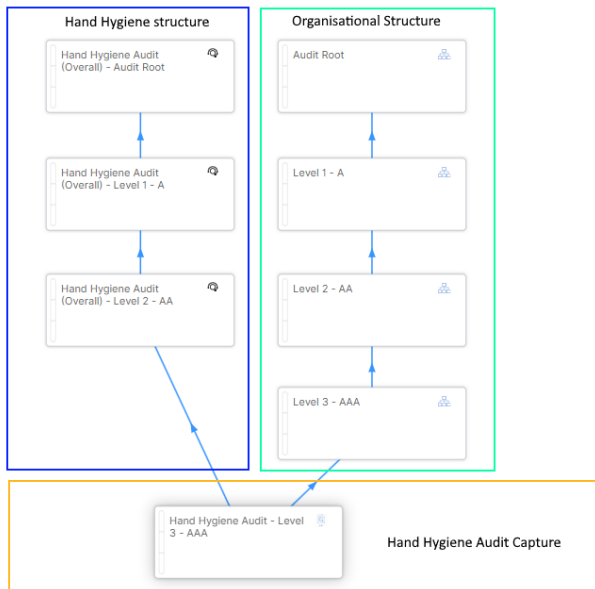 Hand Hygiene structure
Hand Hygiene Audit
(Overall) - Audit Root
Hand Hygiene Audit
(Overall) - Level 1 - A
Hand Hygiene Audit
(Overall) - Level 2 - AA
Organisational Structure
Audit Root
Level 1 - A
Level 2 - AA
Level 3 - AAA
Hand Hygiene Audit - Level
3 - AAA
Hand Hygiene Audit Capture